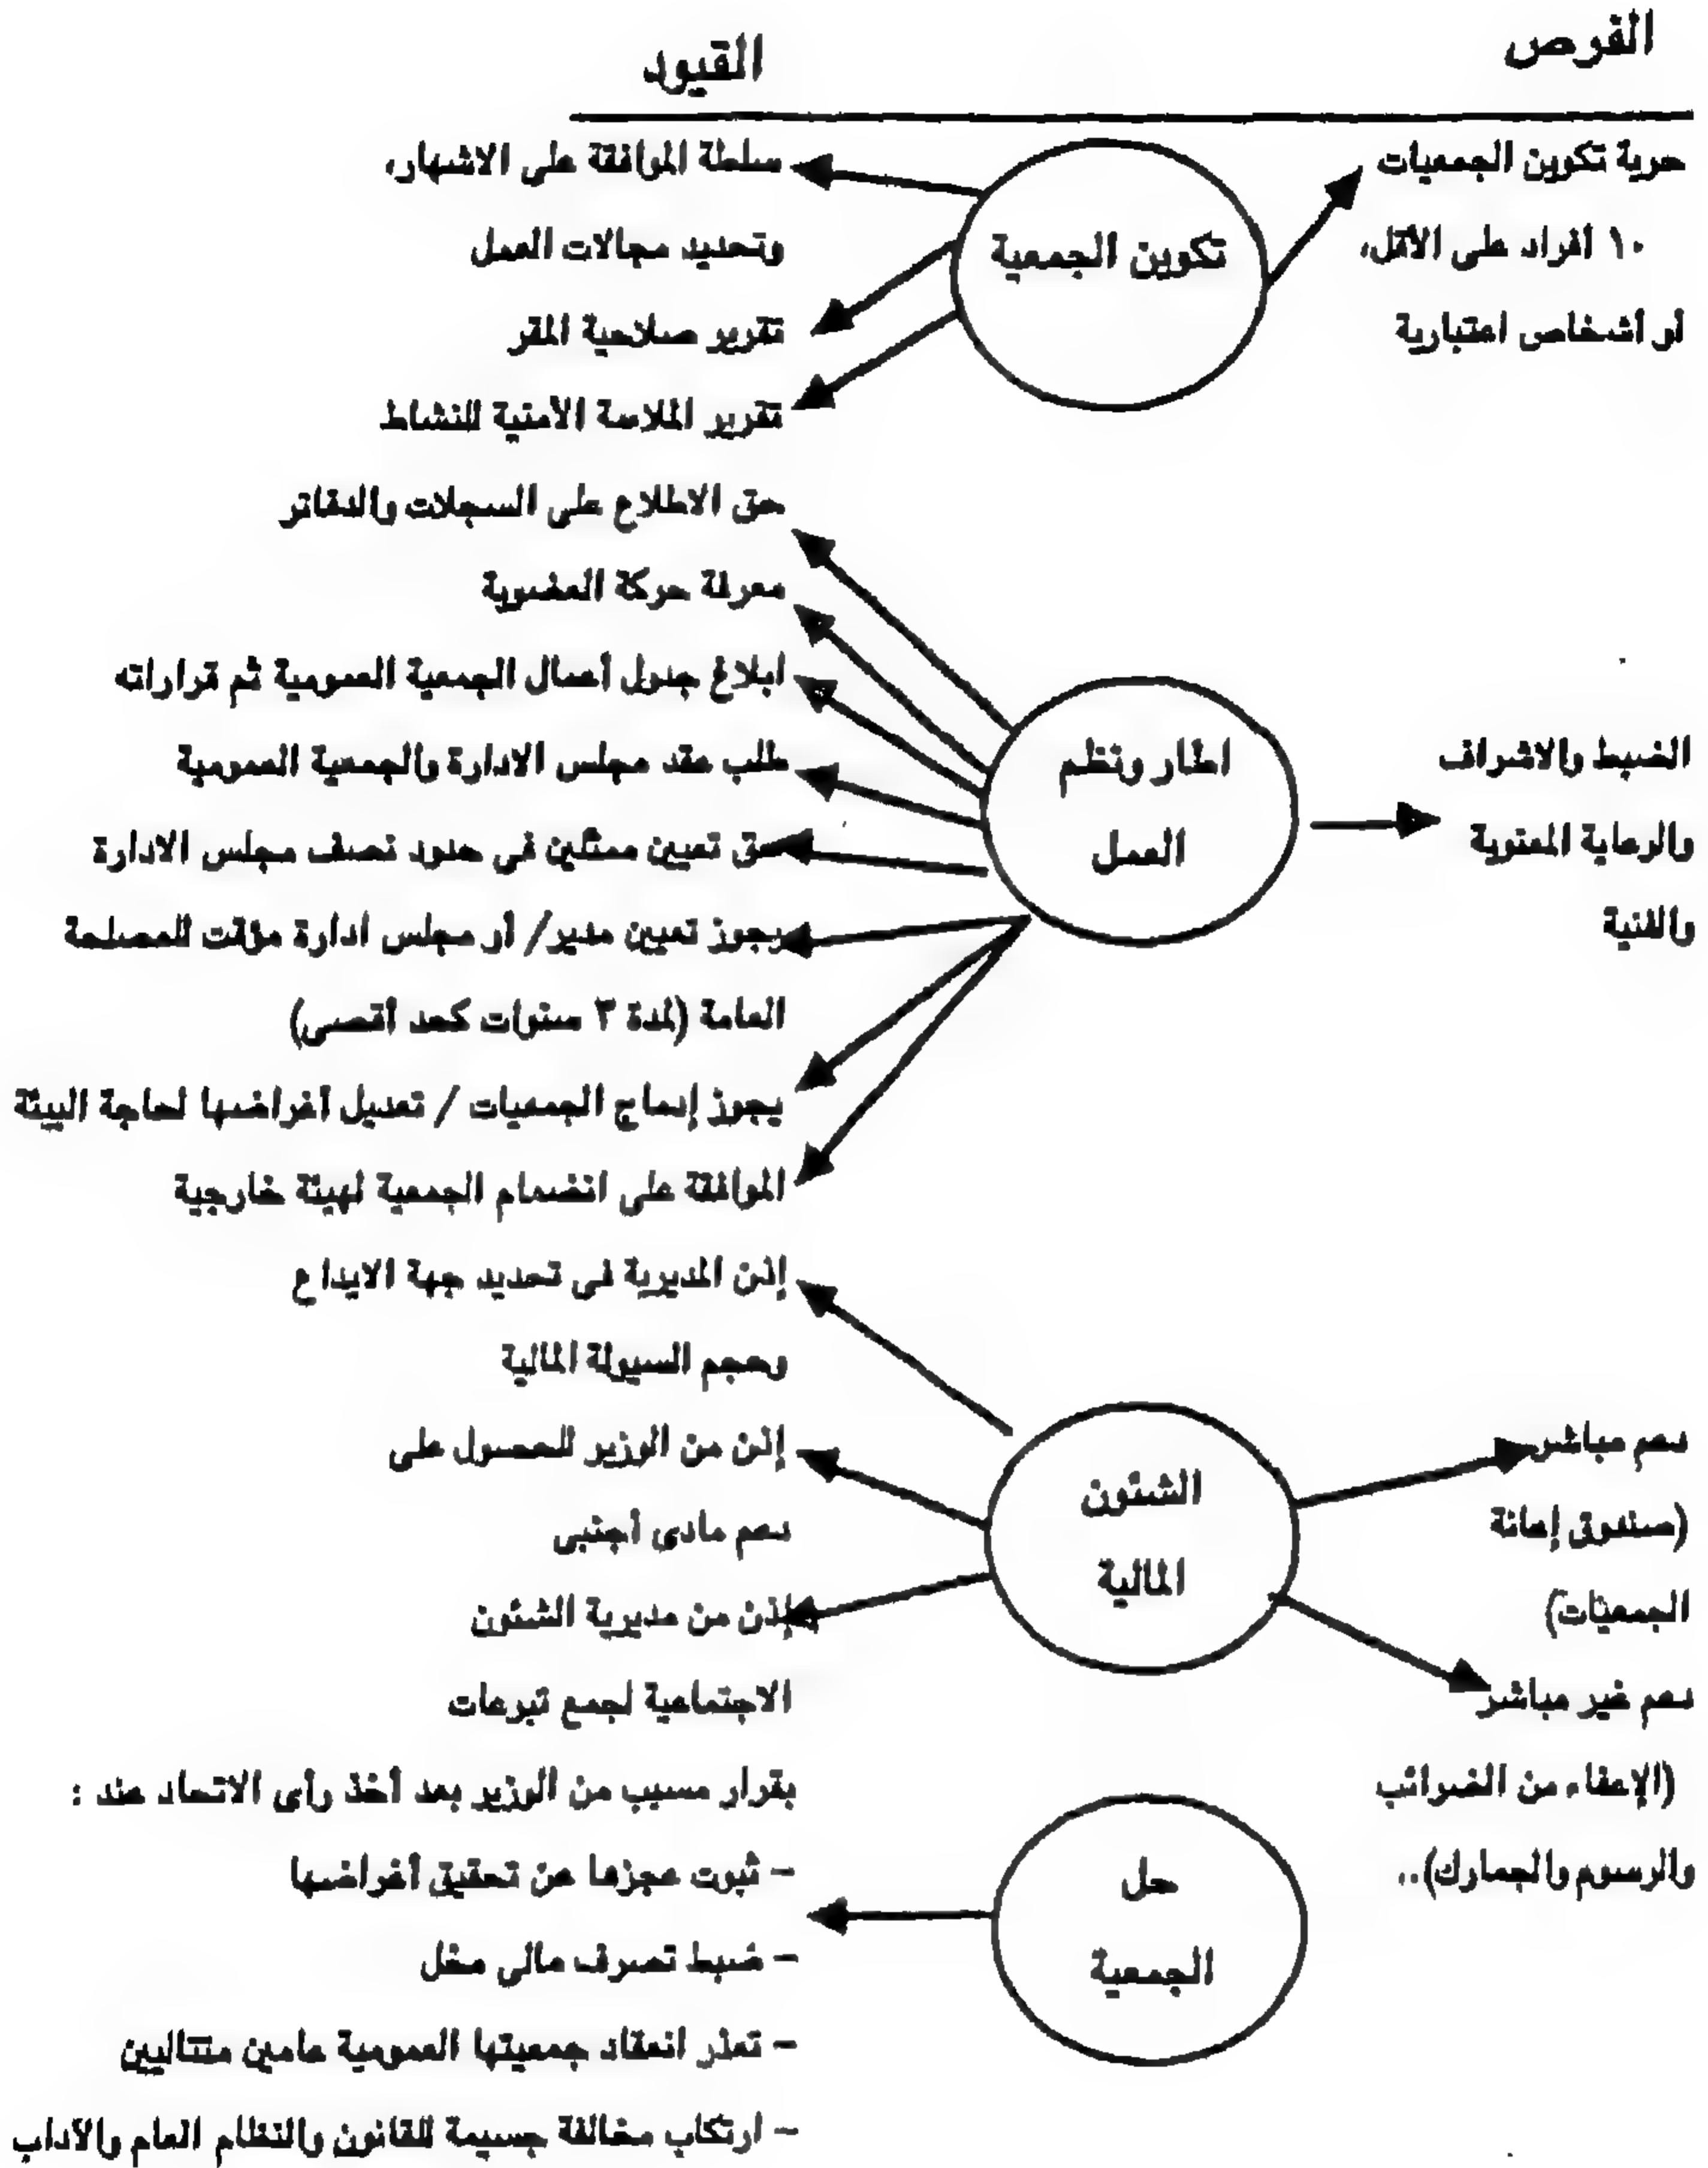 الفرص
القيود
حرية تكوين الجمعيات
١٠ أفراد على الأقل،
أو أشخاص اعتبارية
تكوين الجمعية
سلطة الموافقة على الاشهار،
وتحديد مجالات العمل
تقرير صلاحية المقر
تقرير الملاءمة الأمنية للنشاط
الضبط والاشراف
والرعاية المعنوية
والفنية
اطار ونظم
العمل
حق الاطلاع على السجلات والدفاتر
معرفة حركة العضوية
ابلاغ جدول أعمال الجمعية العمومية ثم قراراته
طلب عقد مجلس الادارة والجمعية العمومية
حق تعيين ممثلين فى حدود نصف مجلس الادارة
يجوز تعيين مدير/ أو مجلس ادارة مؤقت للمصلحة
العامة (لمدة ٣ سنوات كحد أقصى)
يجوز إدماج الجمعيات / تعديل أغراضها لحاجة البيئة
الموافقة على انضمام الجمعية لهيئة خارجية
دعم مباشر
(صندوق إعانة
الجمعيات)
دعم غير مباشر
(الإعفاء من الضرائب
والرسوم والجمارك)..
الشئون
المالية
إذن المديرية فى تحديد جهة الايداع
وحجم السيولة المالية
إذن من الوزير للحصول على
دعم مادى أجنبى
إذن من مديرية الشئون
الاجتماعية لجمع تبرعات
حل
الجمعية
بقرار مسبب من الوزير بعد أخذ رأى الاتحاد عند :
- ثبوت عجزها عن تحقيق أغراضها
- ضبط تصرف مالى مخل
- تعذر انعقاد جمعيتها العمومية عامين متتاليين
- ارتكاب مخالفة جسيمة للقانون والنظام العام والآداب